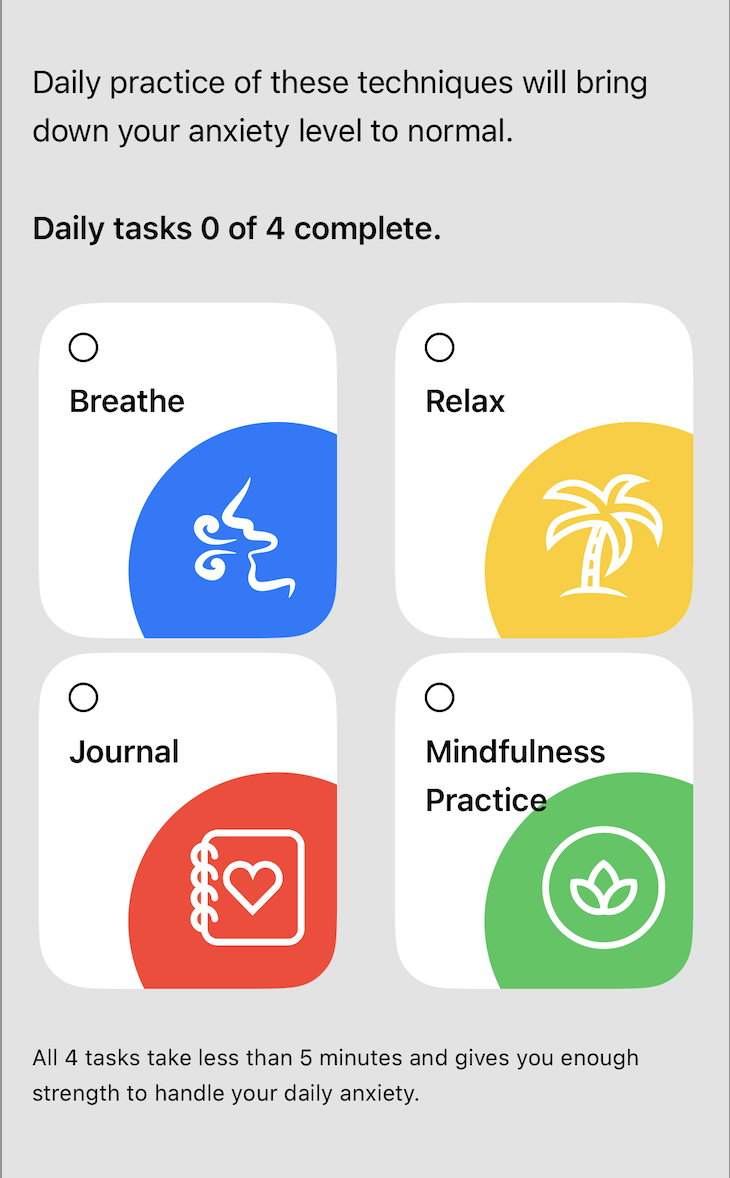 Daily practice of these techniques will bring
down your anxiety level to normal.
Daily tasks 0 of 4 complete.
Breathe
Relax
Journal
Mindfulness
Practice
All 4 tasks take less than 5 minutes and gives you enough
strength to handle your daily anxiety.